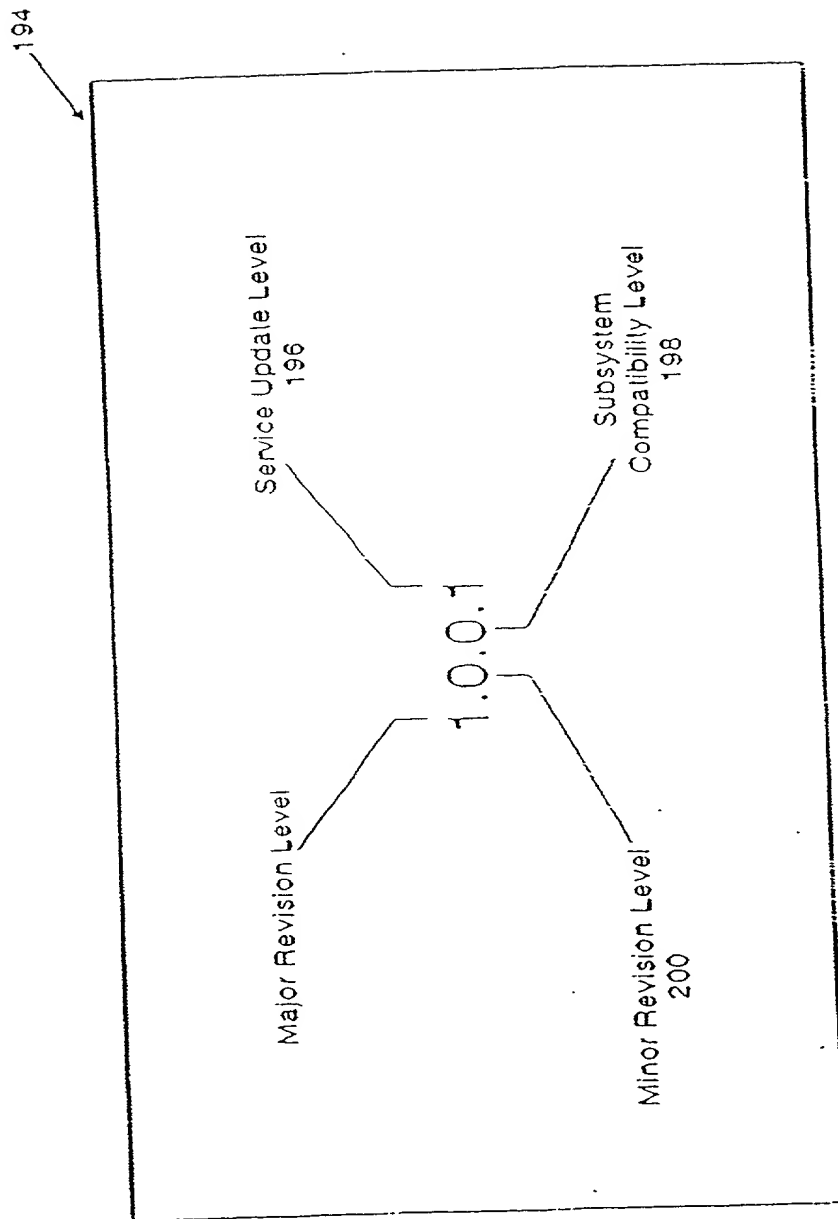 194
Major Revision Level
Service Update Level
196
1.0.0.1
Minor Revision Level
200
Subsystem
Compatibility Level
198